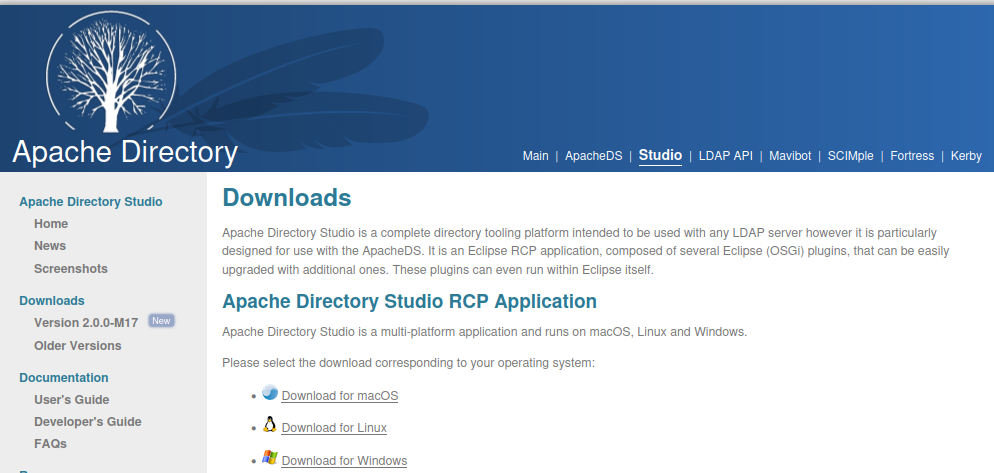 Apache Directory
Main | ApacheDS | Studio | LDAP API | Mavibot | SCIMple | Fortress | Kerby
Apache Directory Studio
Home
News
Screenshots
Downloads
Version 2.0.0-M17 New
Older Versions
Documentation
User's Guide
Developer's Guide
FAQs
Downloads
Apache Directory Studio is a complete directory tooling platform intended to be used with any LDAP server however it is particularly
designed for use with the ApacheDS. It is an Eclipse RCP application, composed of several Eclipse (OSGi) plugins, that can be easily
upgraded with additional ones. These plugins can even run within Eclipse itself.
Apache Directory Studio RCP Application
Apache Directory Studio is a multi-platform application and runs on macOS, Linux and Windows.
Please select the download corresponding to your operating system:
• Download for macOS
• Download for Linux
• Download for Windows